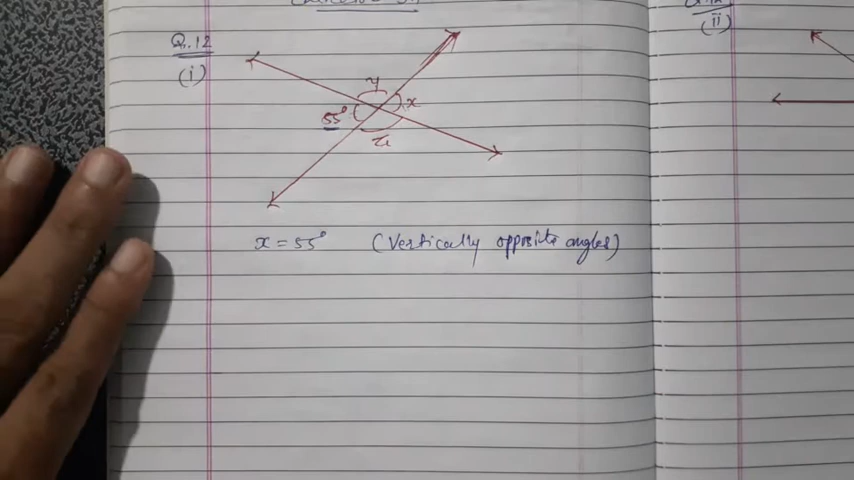 Q.12
(i)
y
55°
x
z
x = 55° (Vertically opposite angles)
(ii)